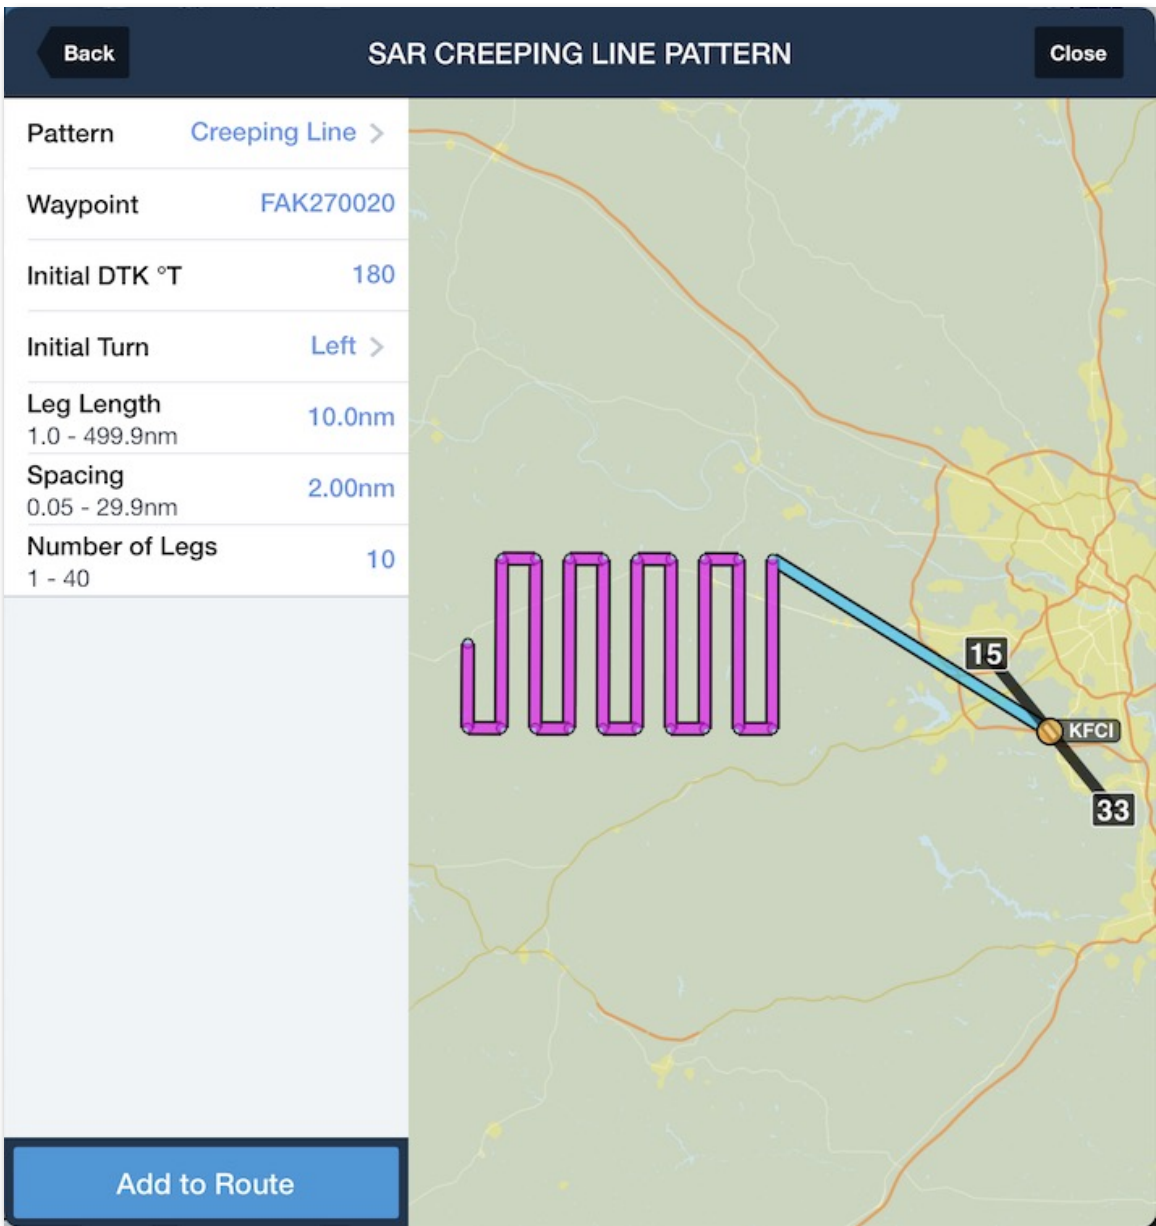 Back
SAR CREEPING LINE PATTERN
Close
Pattern
Creeping Line
Waypoint
FAK270020
Initial DTK °T
180
Initial Turn
Left
Leg Length
1.0 - 499.9nm
10.0nm
Spacing
0.05 - 29.9nm
2.00nm
Number of Legs
1 - 40
10
Add to Route
15
KFCI
33